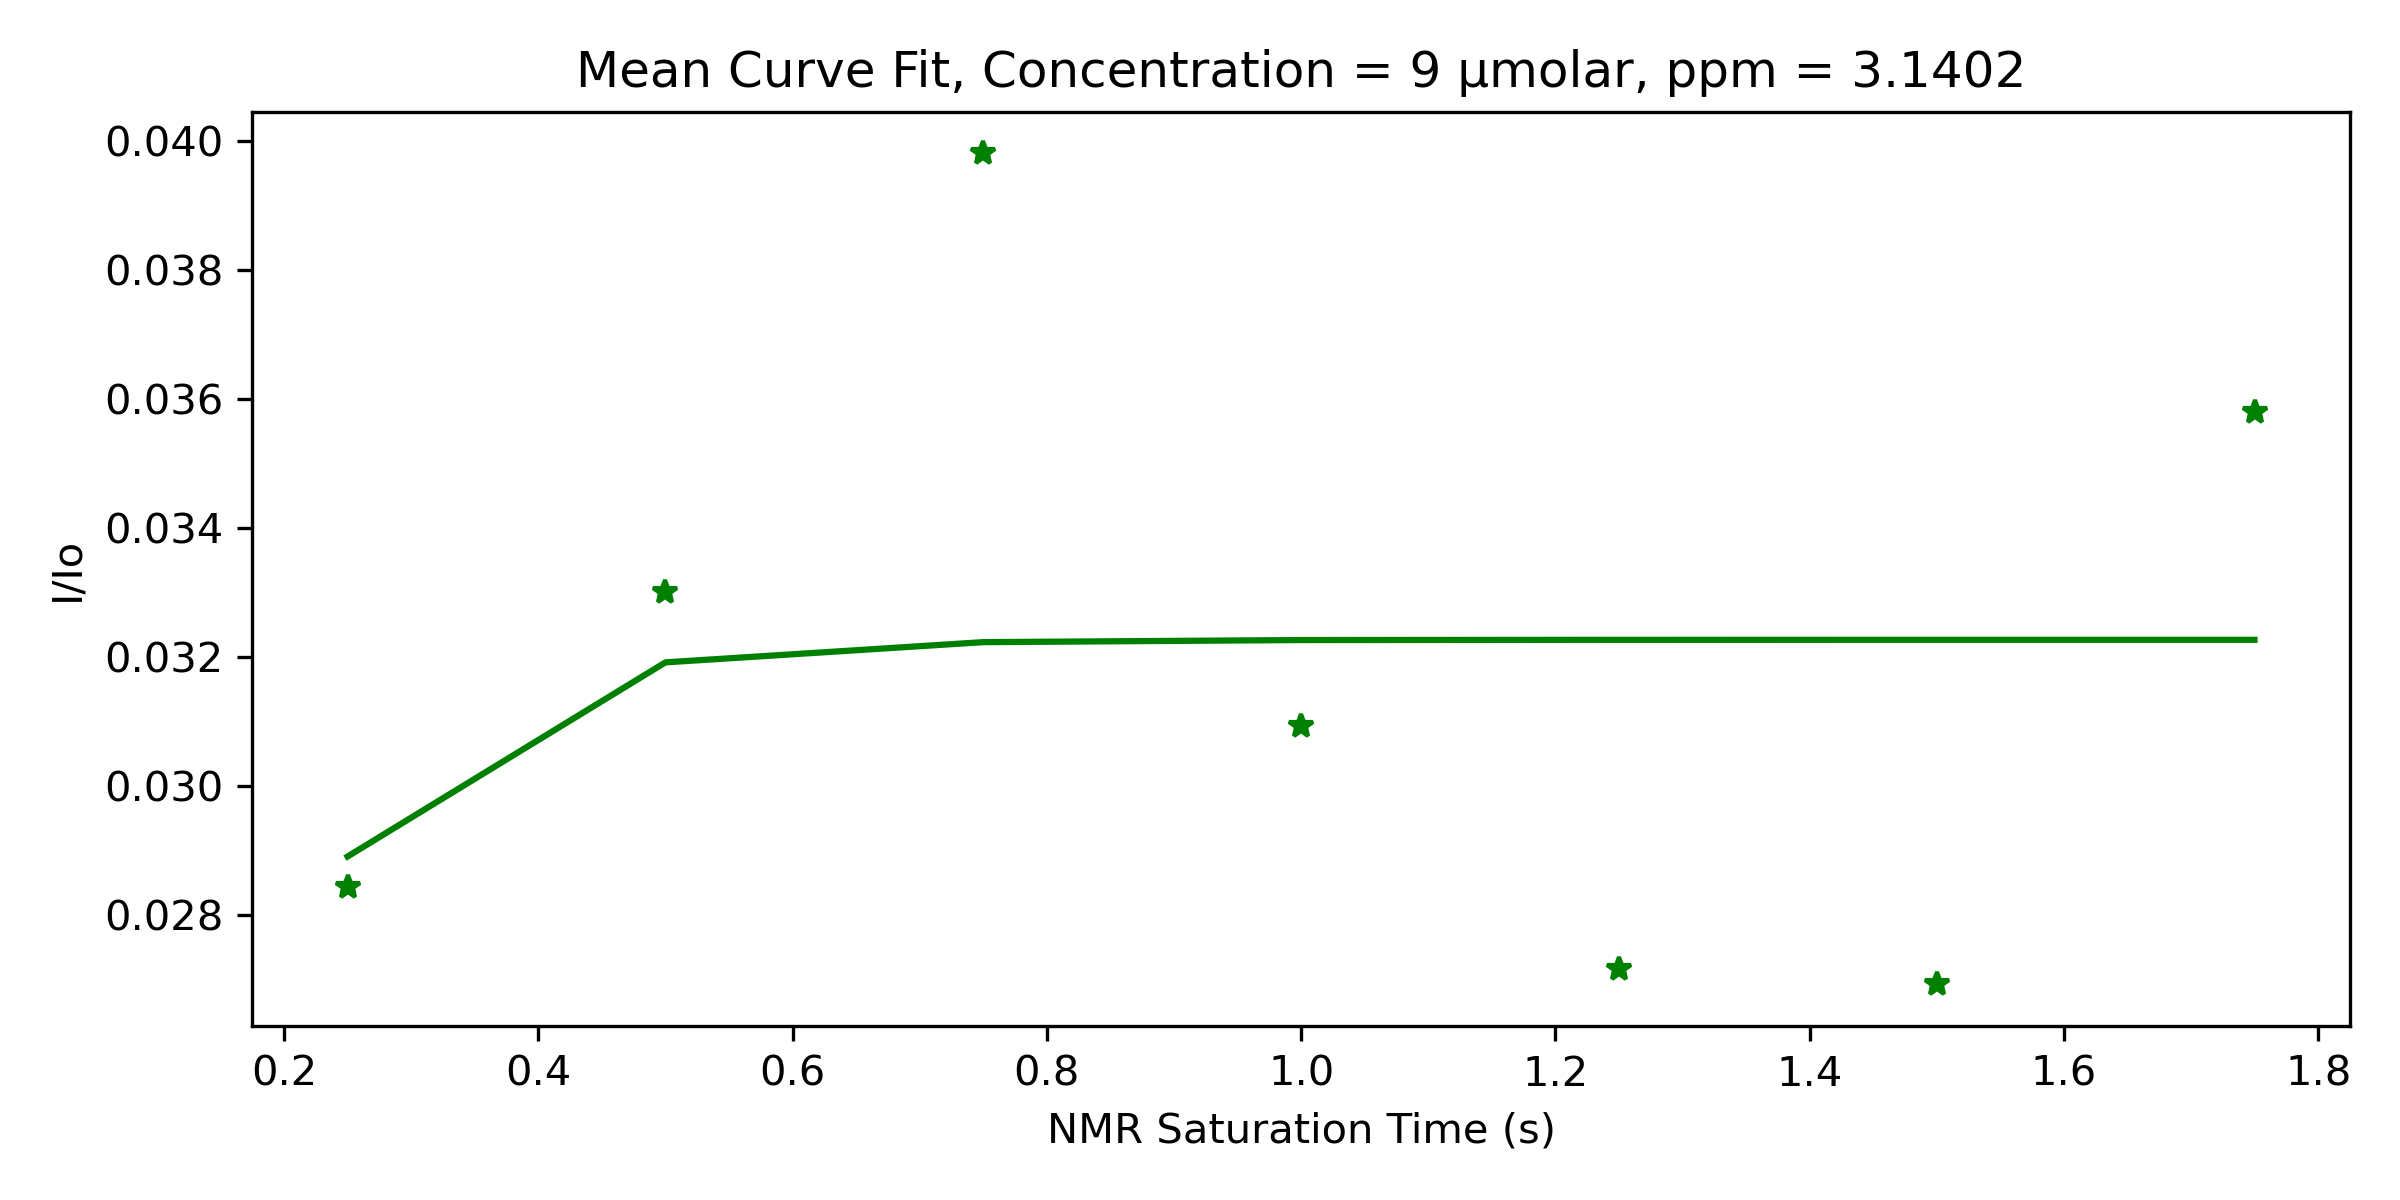 Mean Curve Fit, Concentration = 9 µmolar, ppm = 3.1402
0.040
0.038
0.036
0.034
0.032
0.030
0.028
I/Io
0.2 0.4 0.6 0.8 1.0 1.2 1.4 1.6 1.8
NMR Saturation Time (s)